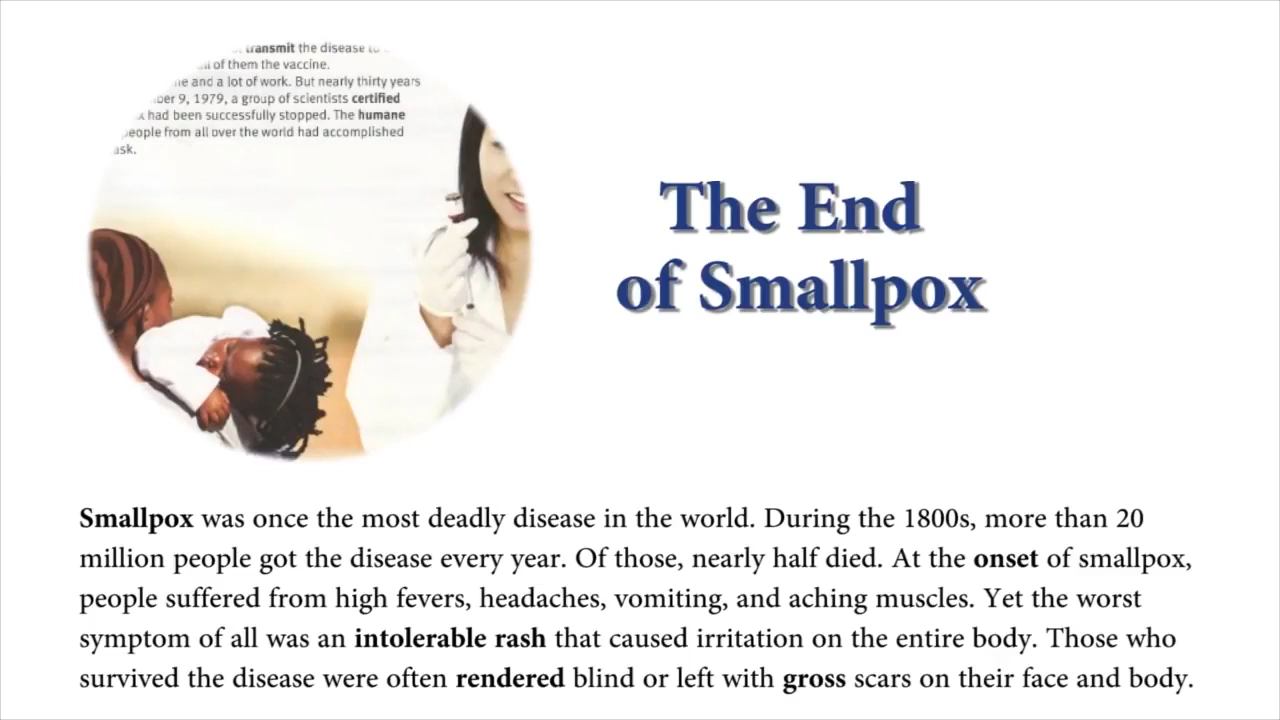 transmit the disease
of them the vaccine.
and a lot of work. But nearly thirty years
9, 1979, a group of scientists certified
had been successfully stopped. The humane
people from all over the world had accomplished
The End
of Smallpox
Smallpox was once the most deadly disease in the world. During the 1800s, more than 20
million people got the disease every year. Of those, nearly half died. At the onset of smallpox,
people suffered from high fevers, headaches, vomiting, and aching muscles. Yet the worst
symptom of all was an intolerable rash that caused irritation on the entire body. Those who
survived the disease were often rendered blind or left with gross scars on their face and body.